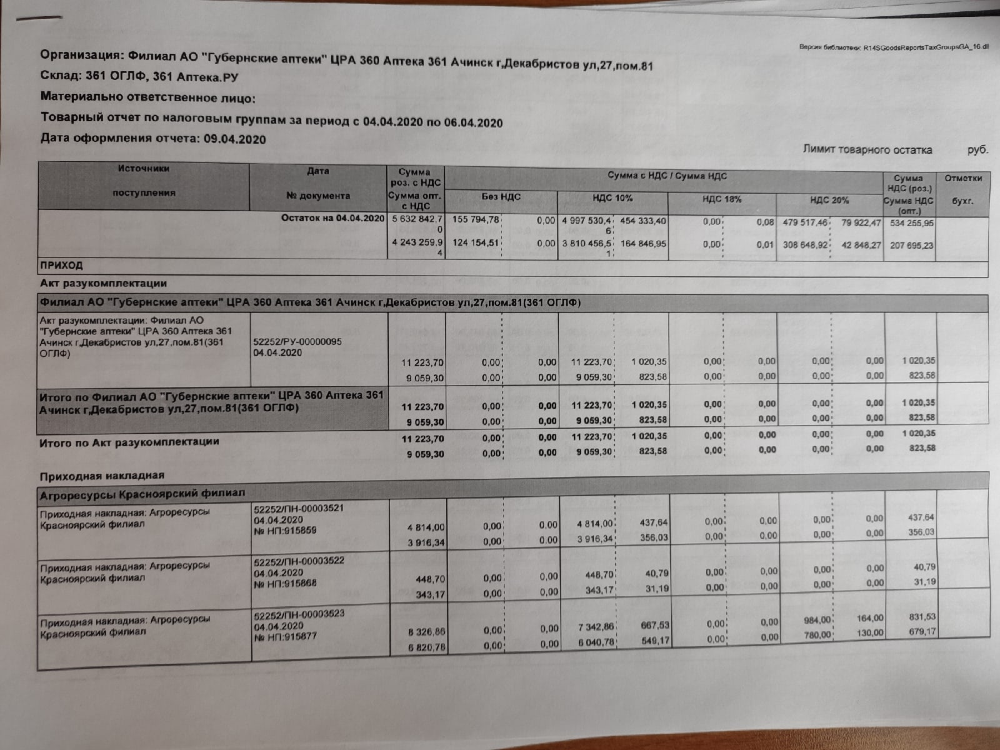 Версия библиотеки: R14SGoodsReportsTaxGroupsGA_16.dll
Организация: Филиал АО "Губернские аптеки" ЦРА 360 Аптека 361 Ачинск г,Декабристов ул,27,пом.81
Склад: 361 ОГЛФ, 361 Аптека.РУ
Материально ответственное лицо:
Товарный отчет по налоговым группам за период с 04.04.2020 по 06.04.2020
Дата оформления отчета: 09.04.2020
Лимит товарного остатка руб.
Источники поступления
Дата № документа
Сумма роз. с НДС
Сумма опт. с НДС
Сумма с НДС / Сумма НДС
Без НДС НДС 10% НДС 18% НДС 20%
Сумма НДС (роз.)
Сумма НДС (опт.)
Отметки бухг.
Остаток на 04.04.2020 5 632 842,70 155 794,78 0,00 4 997 530,46 454 333,40 0,00 0,08 479 517,46 79 922,47 534 255,95
4 243 259,94 124 154,51 0,00 3 810 456,51 164 846,95 0,00 0,01 308 648,92 42 848,27 207 695,23
ПРИХОД
Акт разукомплектации
Филиал АО "Губернские аптеки" ЦРА 360 Аптека 361 Ачинск г,Декабристов ул,27,пом.81(361 ОГЛФ)
Акт разукомплектации: Филиал АО
"Губернские аптеки" ЦРА 360 Аптека 361
Ачинск г,Декабристов ул,27,пом.81(361
ОГЛФ)
52252/РУ-00000095
04.04.2020
11 223,70 0,00 0,00 11 223,70 1 020,35 0,00 0,00 0,00 0,00 1 020,35
9 059,30 0,00 0,00 9 059,30 823,58 0,00 0,00 0,00 0,00 823,58
Итого по Филиал АО "Губернские аптеки" ЦРА 360 Аптека 361
Ачинск г,Декабристов ул,27,пом.81(361 ОГЛФ)
11 223,70 0,00 0,00 11 223,70 1 020,35 0,00 0,00 0,00 0,00 1 020,35
9 059,30 0,00 0,00 9 059,30 823,58 0,00 0,00 0,00 0,00 823,58
Итого по Акт разукомплектации
11 223,70 0,00 0,00 11 223,70 1 020,35 0,00 0,00 0,00 0,00 1 020,35
9 059,30 0,00 0,00 9 059,30 823,58 0,00 0,00 0,00 0,00 823,58
Приходная накладная
Агроресурсы Красноярский филиал
Приходная накладная: Агроресурсы
Красноярский филиал
52252/ПН-00003521
04.04.2020
№ НП:915859
4 814,00 0,00 0,00 4 814,00 437,64 0,00 0,00 0,00 0,00 437,64
3 916,34 0,00 0,00 3 916,34 356,03 0,00 0,00 0,00 0,00 356,03
Приходная накладная: Агроресурсы
Красноярский филиал
52252/ПН-00003522
04.04.2020
№ НП:915868
448,70 0,00 0,00 448,70 40,79 0,00 0,00 0,00 0,00 40,79
343,17 0,00 0,00 343,17 31,19 0,00 0,00 0,00 0,00 31,19
Приходная накладная: Агроресурсы
Красноярский филиал
52252/ПН-00003523
04.04.2020
№ НП:915877
8 326,86 0,00 0,00 7 342,86 667,53 0,00 0,00 984,00 164,00 831,53
6 820,78 0,00 0,00 6 040,78 549,17 0,00 0,00 780,00 130,00 679,17